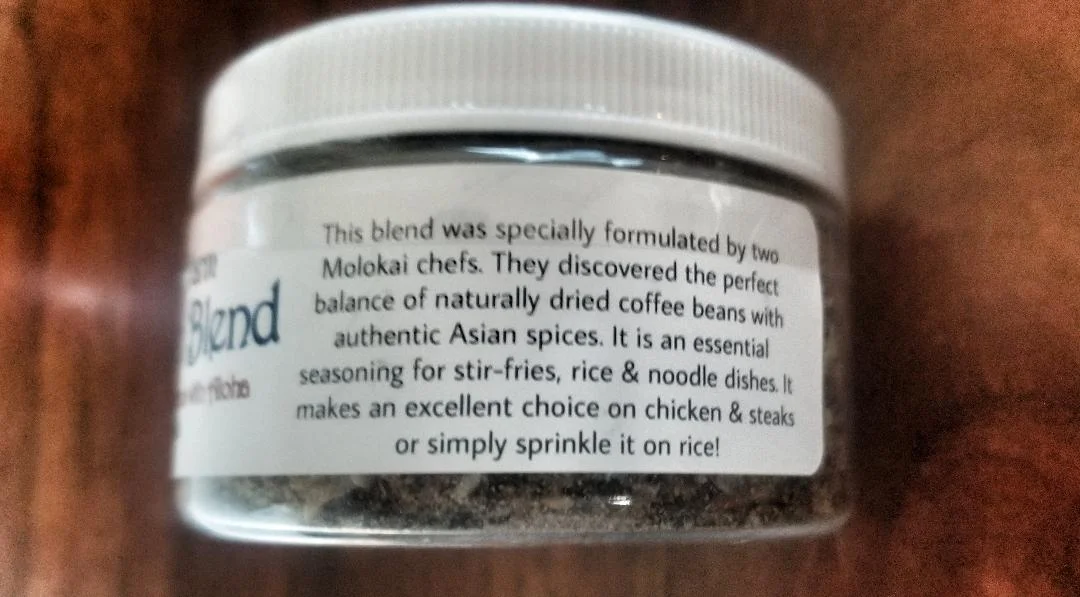 Blend
with Aloha
This blend was specially formulated by two
Molokai chefs. They discovered the perfect
balance of naturally dried coffee beans with
authentic Asian spices. It is an essential
seasoning for stir-fries, rice & noodle dishes. It
makes an excellent choice on chicken & steaks
or simply sprinkle it on rice!